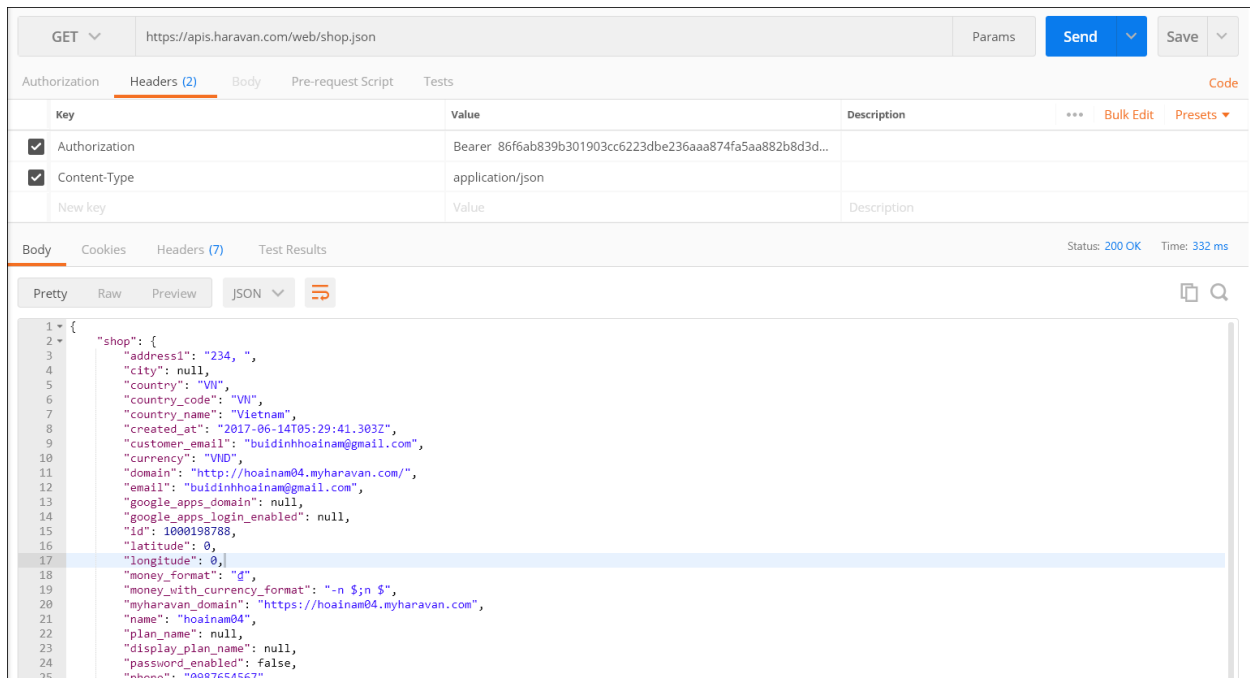 GET https://apis.haravan.com/web/shop.json Params Send Save
Authorization Headers (2) Body Pre-request Script Tests Code
Key Value Description ••• Bulk Edit Presets
Authorization Bearer 86f6ab839b301903cc6223dbe236aaa874fa5aa882b8d3d...
Content-Type application/json
New key Value Description
Body Cookies Headers (7) Test Results Status: 200 OK Time: 332 ms
Pretty Raw Preview JSON
1 {
2 "shop": {
3 "address1": "234, ",
4 "city": null,
5 "country": "VN",
6 "country_code": "VN",
7 "country_name": "Vietnam",
8 "created_at": "2017-06-14T05:29:41.303Z",
9 "customer_email": "buidinhhoainam@gmail.com",
10 "currency": "VND",
11 "domain": "http://hoainam04.myharavan.com/",
12 "email": "buidinhhoainam@gmail.com",
13 "google_apps_domain": null,
14 "google_apps_login_enabled": null,
15 "id": 1000198788,
16 "latitude": 0,
17 "longitude": 0,
18 "money_format": "₫",
19 "money_with_currency_format": "-n $;n $",
20 "myharavan_domain": "https://hoainam04.myharavan.com",
21 "name": "hoainam04",
22 "plan_name": null,
23 "display_plan_name": null,
24 "password_enabled": false,
25 "phone": "0987654567"